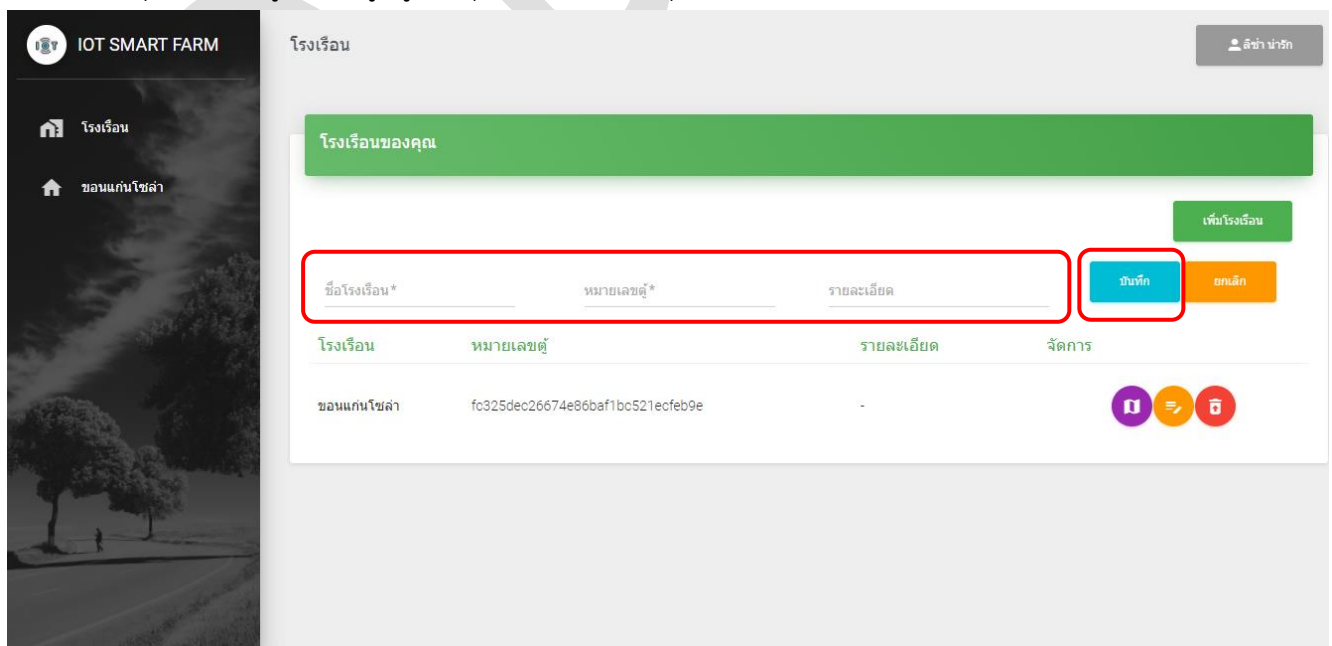 IOT SMART FARM
โรงเรือน
ลิซ่า น่ารัก
โรงเรือน
ขอนแก่นโซล่า
โรงเรือนของคุณ
เพิ่มโรงเรือน
ชื่อโรงเรือน* หมายเลขตู้* รายละเอียด บันทึก ยกเลิก
โรงเรือน หมายเลขตู้ รายละเอียด จัดการ
ขอนแก่นโซล่า fc325dec26674e86baf1bc521ecfeb9e -